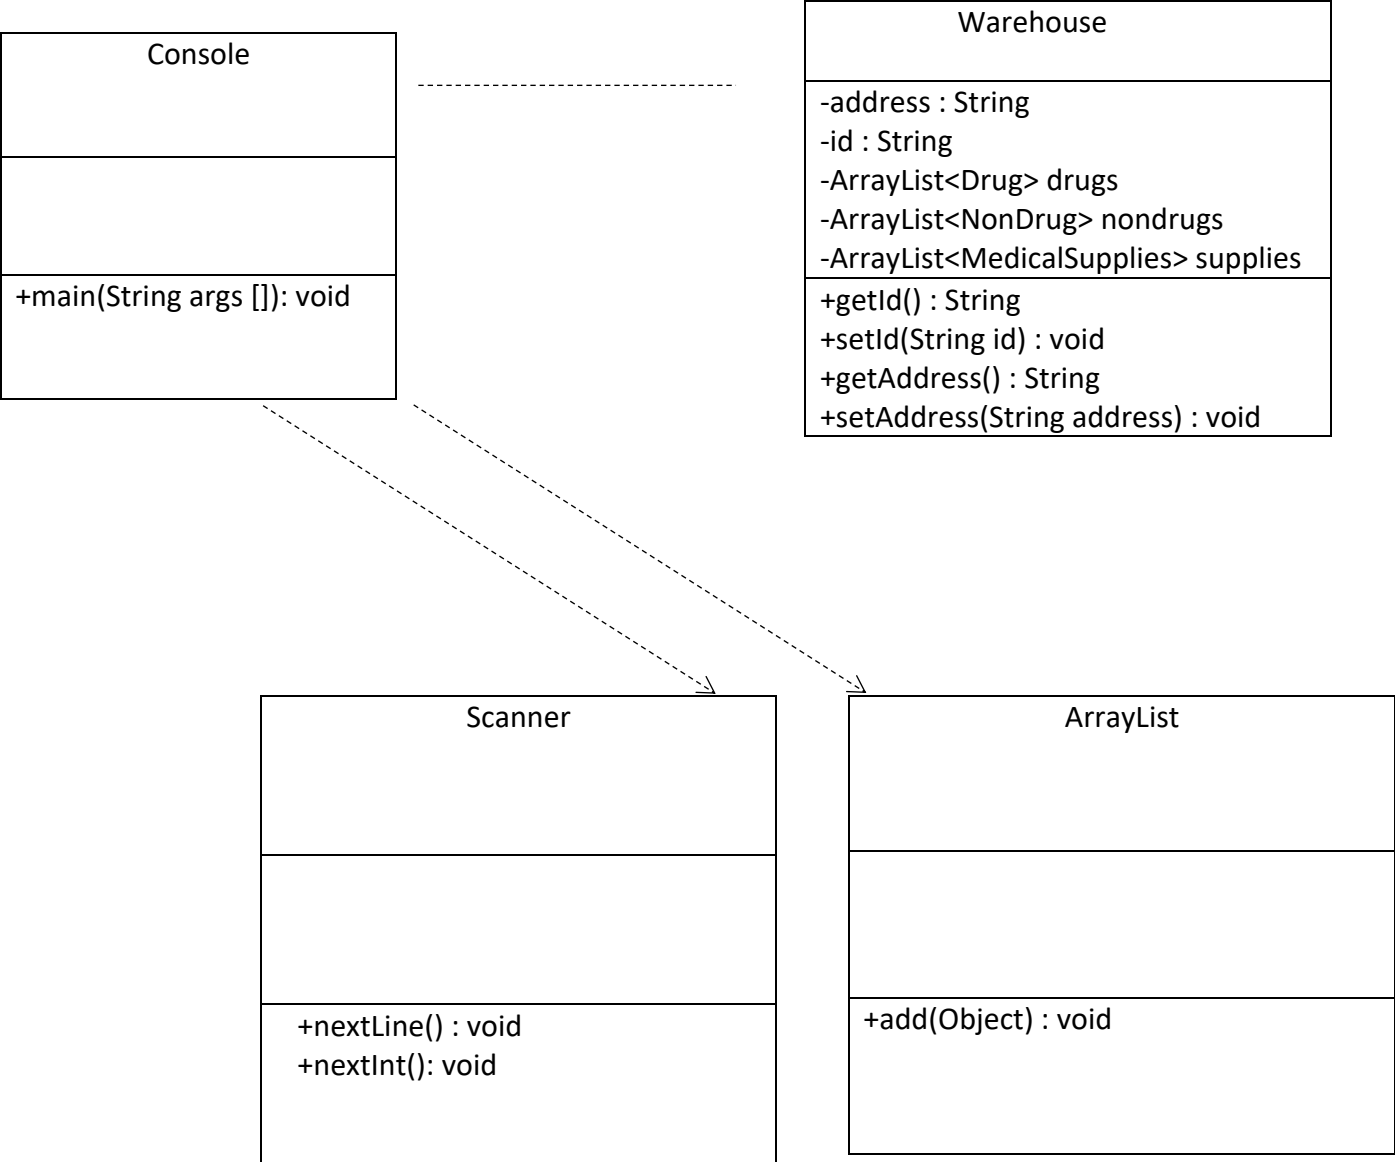 Console
+main(String args []): void
Warehouse
-address : String
-id : String
-ArrayList<Drug> drugs
-ArrayList<NonDrug> nondrugs
-ArrayList<MedicalSupplies> supplies
+getId() : String
+setId(String id) : void
+getAddress() : String
+setAddress(String address) : void
Scanner
+nextLine() : void
+nextInt(): void
ArrayList
+add(Object) : void